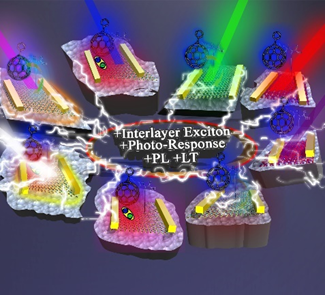 +Interlayer Exciton
+Photo-Response
+PL +LT